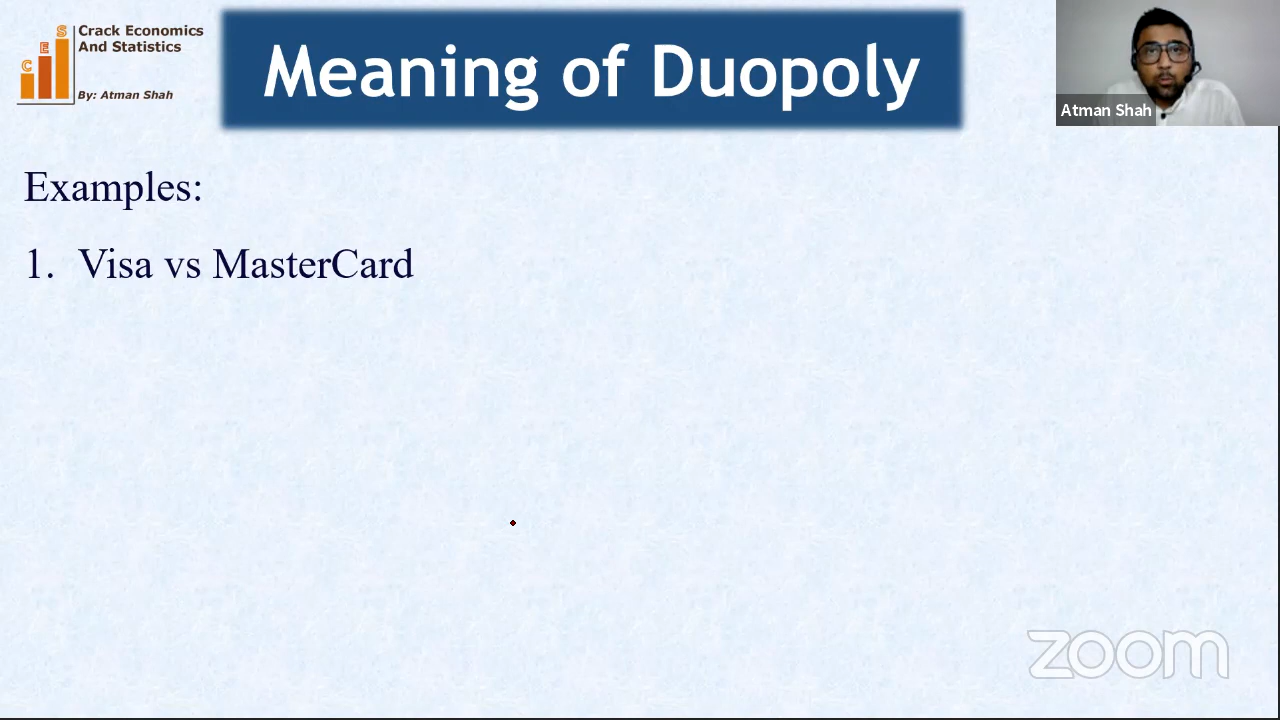 C E S
Crack Economics
And Statistics
By: Atman Shah
Meaning of Duopoly
Atman Shah
Examples:
1. Visa vs MasterCard
zoom